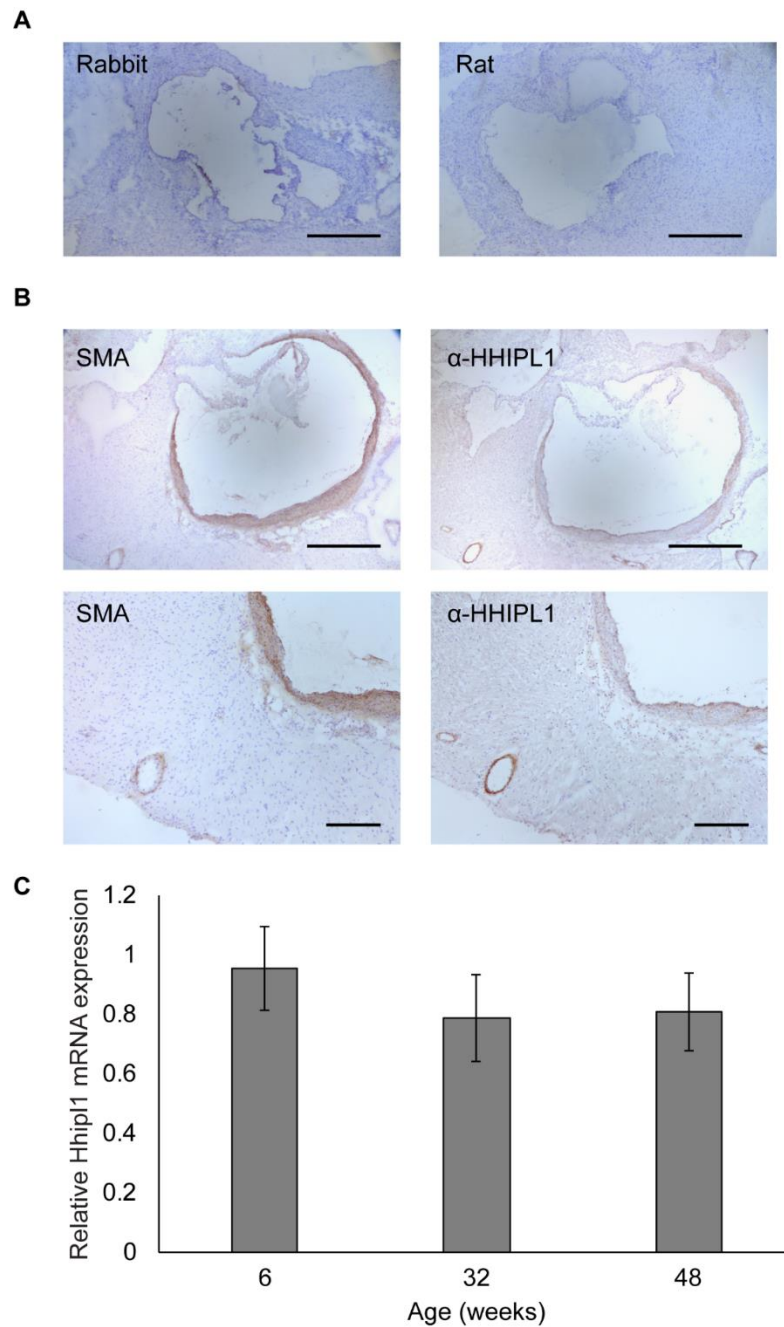 A
Rabbit
Rat
B
SMA
α-HHIPL1
SMA
α-HHIPL1
C
Relative Hhipl1 mRNA expression
1.2
1
0.8
0.6
0.4
0.2
0
6
32
48
Age (weeks)